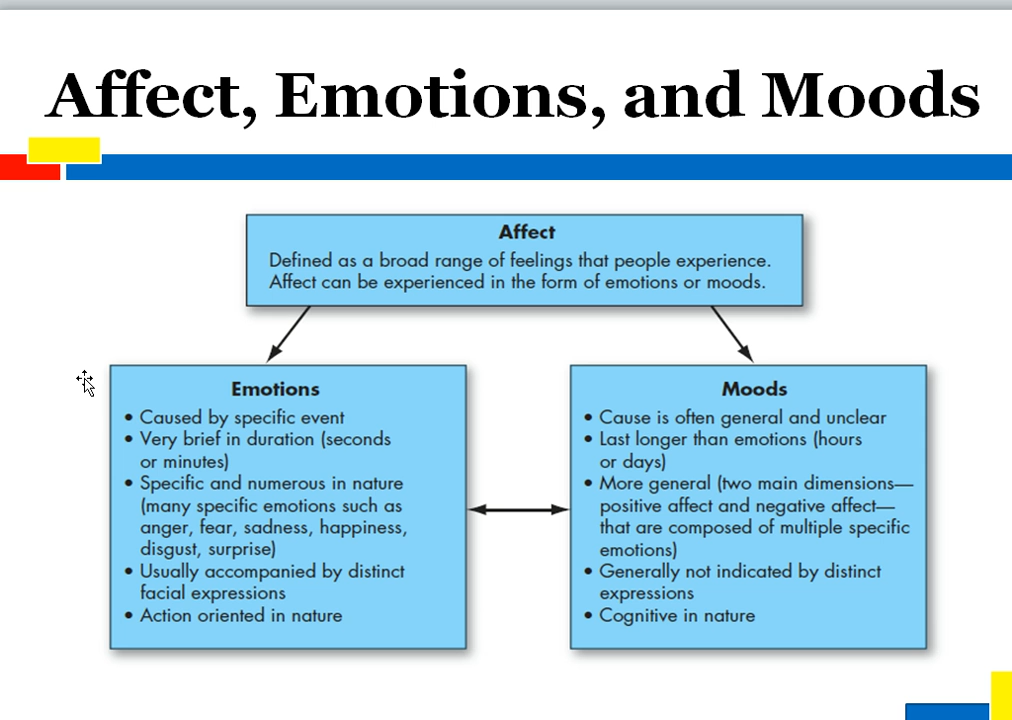 Affect, Emotions, and Moods
Affect
Defined as a broad range of feelings that people experience.
Affect can be experienced in the form of emotions or moods.
Emotions
• Caused by specific event
• Very brief in duration (seconds
or minutes)
• Specific and numerous in nature
(many specific emotions such as
anger, fear, sadness, happiness,
disgust, surprise)
• Usually accompanied by distinct
facial expressions
• Action oriented in nature
Moods
• Cause is often general and unclear
• Last longer than emotions (hours
or days)
• More general (two main dimensions—
positive affect and negative affect—
that are composed of multiple specific
emotions)
• Generally not indicated by distinct
expressions
• Cognitive in nature